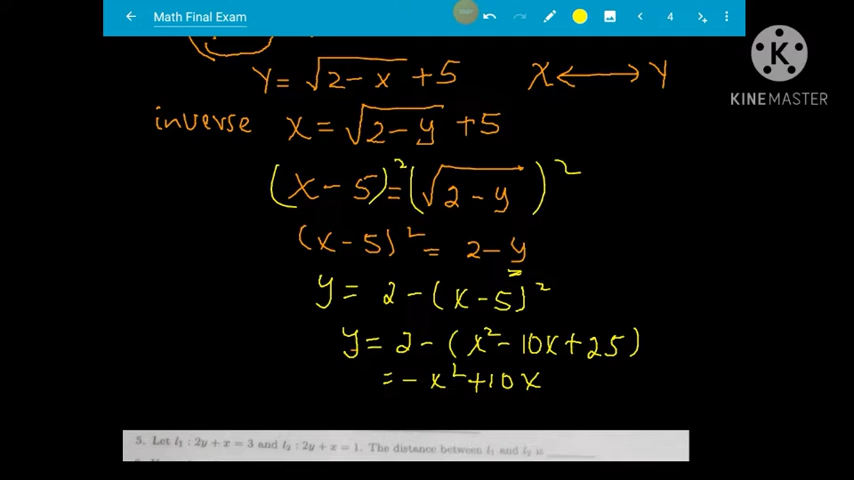 Math Final Exam
4
K
KINEMASTER
Y = √2 - x + 5 X ⟷ Y
inverse x = √2 - y + 5
(x - 5)² = (√2 - y)²
(x - 5)² = 2 - y
y = 2 - (x - 5)²
y = 2 - (x² - 10x + 25)
= - x² + 10x
5. Let l₁ : 2y + x = 3 and l₂ : 2y + x = 1. The distance between l₁ and l₂ is ______